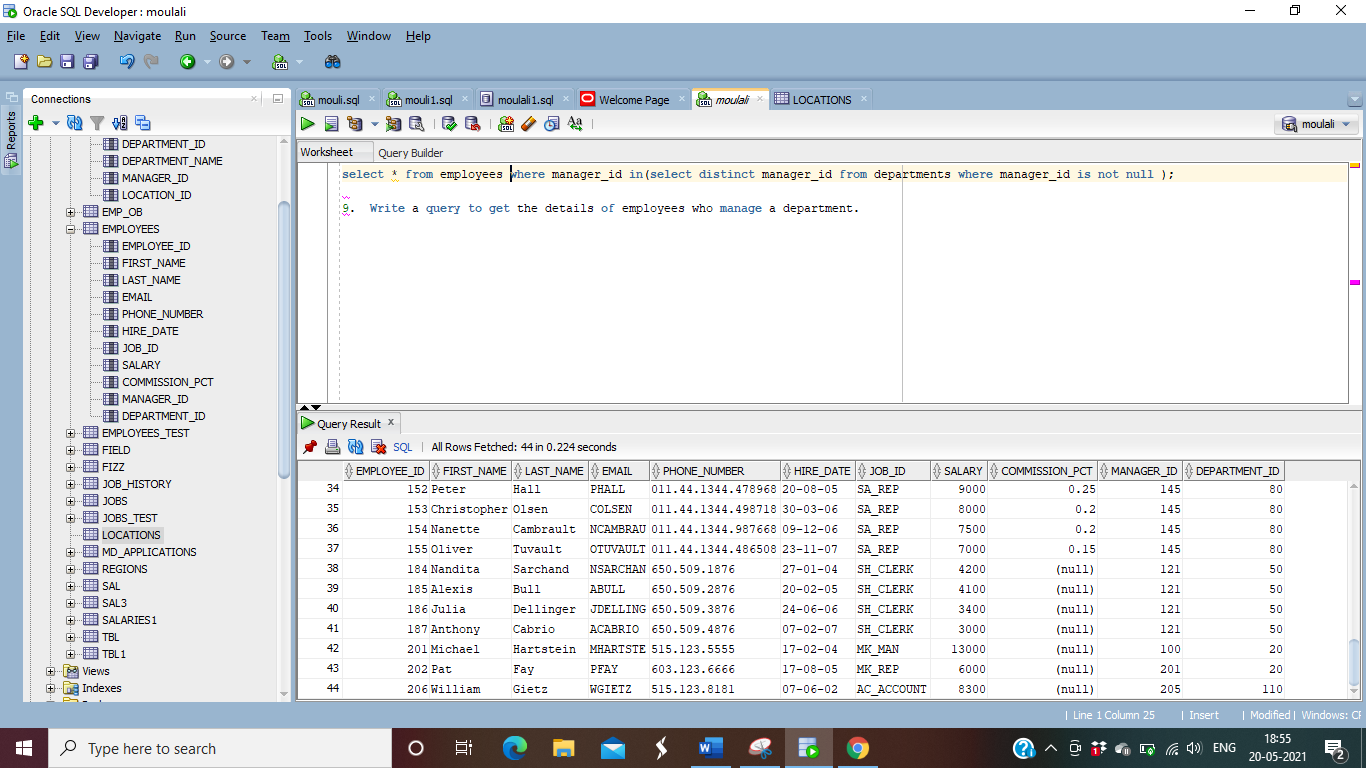 Oracle SQL Developer : moulali
File Edit View Navigate Run Source Team Tools Window Help
Reports
Connections
DEPARTMENT_ID
DEPARTMENT_NAME
MANAGER_ID
LOCATION_ID
EMP_OB
EMPLOYEES
EMPLOYEE_ID
FIRST_NAME
LAST_NAME
EMAIL
PHONE_NUMBER
HIRE_DATE
JOB_ID
SALARY
COMMISSION_PCT
MANAGER_ID
DEPARTMENT_ID
EMPLOYEES_TEST
FIELD
FIZZ
JOB_HISTORY
JOBS
JOBS_TEST
LOCATIONS
MD_APPLICATIONS
REGIONS
SAL
SAL3
SALARIES1
TBL
TBL1
Views
Indexes
mouli.sql mouli1.sql moulali1.sql Welcome Page moulali LOCATIONS
moulali
Worksheet Query Builder
select * from employees where manager_id in(select distinct manager_id from departments where manager_id is not null );
9. Write a query to get the details of employees who manage a department.
Query Result
SQL | All Rows Fetched: 44 in 0.224 seconds
EMPLOYEE_ID FIRST_NAME LAST_NAME EMAIL PHONE_NUMBER HIRE_DATE JOB_ID SALARY COMMISSION_PCT MANAGER_ID DEPARTMENT_ID
34 152 Peter Hall PHALL 011.44.1344.478968 20-08-05 SA_REP 9000 0.25 145 80
35 153 Christopher Olsen COLSEN 011.44.1344.498718 30-03-06 SA_REP 8000 0.2 145 80
36 154 Nanette Cambrault NCAMBRAU 011.44.1344.987668 09-12-06 SA_REP 7500 0.2 145 80
37 155 Oliver Tuvault OTUVAULT 011.44.1344.486508 23-11-07 SA_REP 7000 0.15 145 80
38 184 Nandita Sarchand NSARCHAN 650.509.1876 27-01-04 SH_CLERK 4200 (null) 121 50
39 185 Alexis Bull ABULL 650.509.2876 20-02-05 SH_CLERK 4100 (null) 121 50
40 186 Julia Dellinger JDELLING 650.509.3876 24-06-06 SH_CLERK 3400 (null) 121 50
41 187 Anthony Cabrio ACABRIO 650.509.4876 07-02-07 SH_CLERK 3000 (null) 121 50
42 201 Michael Hartstein MHARTSTE 515.123.5555 17-02-04 MK_MAN 13000 (null) 100 20
43 202 Pat Fay PFAY 603.123.6666 17-08-05 MK_REP 6000 (null) 201 20
44 206 William Gietz WGIETZ 515.123.8181 07-06-02 AC_ACCOUNT 8300 (null) 205 110
| Line 1 Column 25 | Insert | Modified | Windows: CF
Type here to search
ENG
18:55
20-05-2021
2